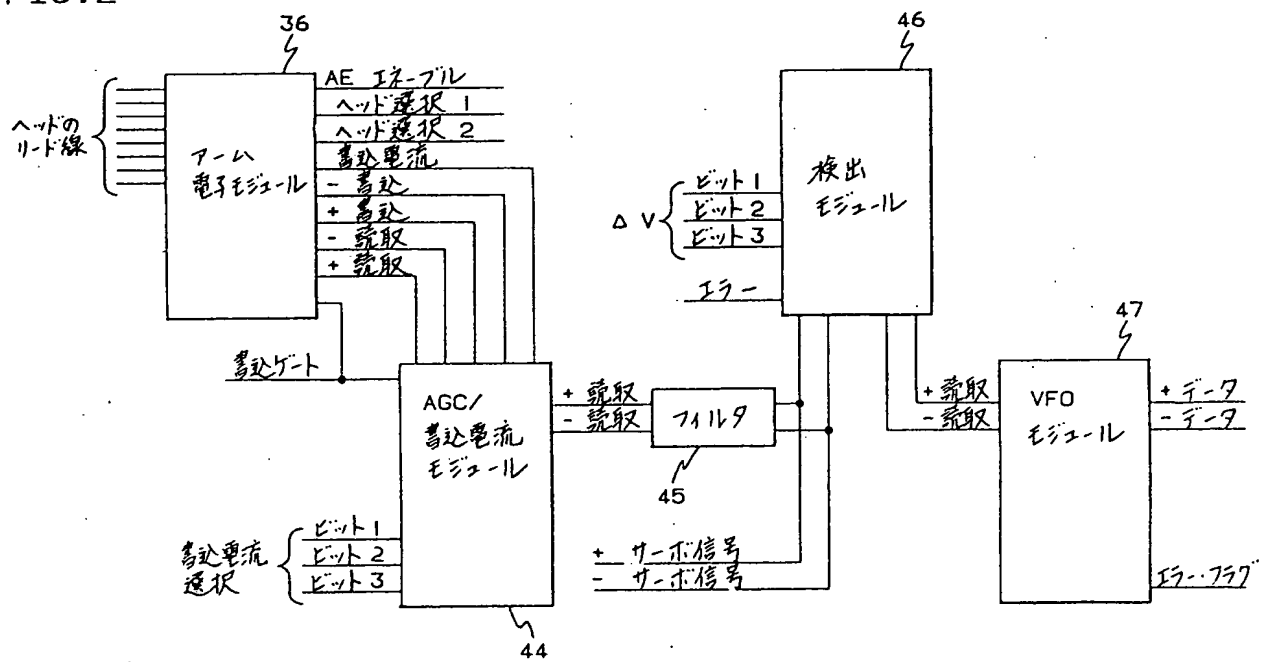 36
46
AE エネーブル
ヘッド選択 1
ヘッド選択 2
書込電流
- 書込
+ 書込
- 読取
+ 読取
ヘッドの
リード線
アーム
電子モジュール
検出
モジュール
Δ V
ビット 1
ビット 2
ビット 3
エラー
47
書込ゲート
AGC/
書込電流
モジュール
+ 読取
- 読取
フィルタ
45
+ 読取
- 読取
VFO
モジュール
+ データ
- データ
書込電流
選択
ビット 1
ビット 2
ビット 3
+ サーボ信号
- サーボ信号
エラー・フラグ
44